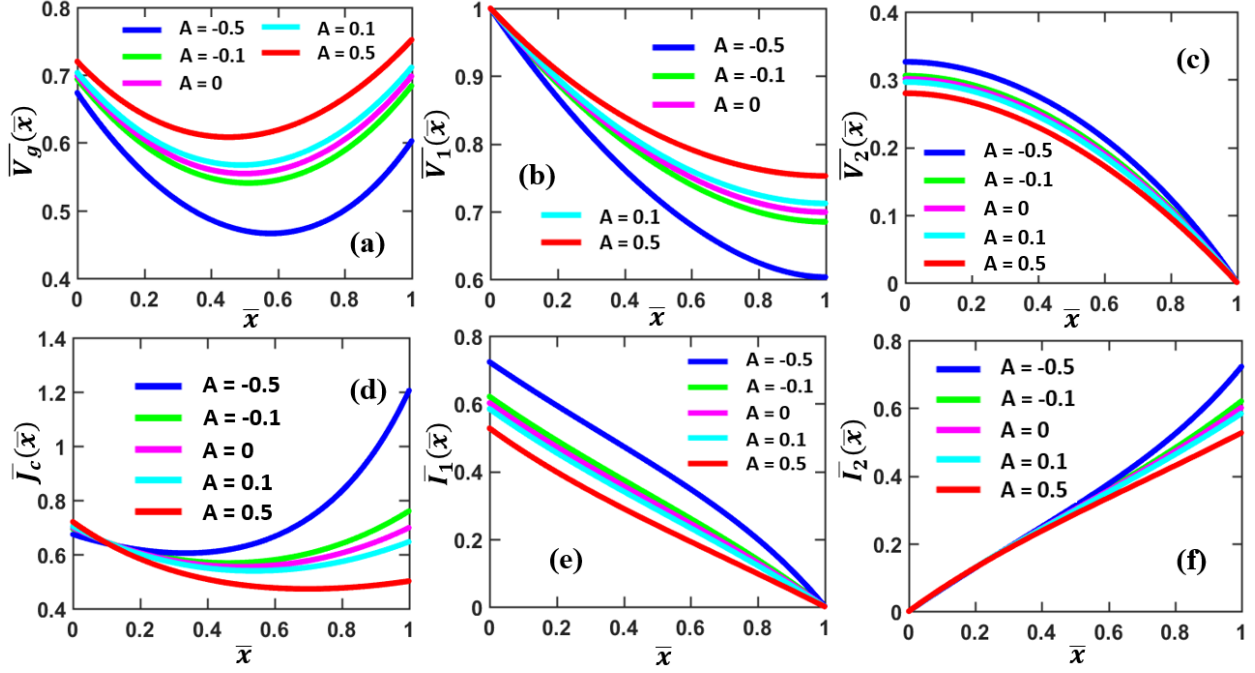 A = -0.5 A = 0.1
A = -0.1 A = 0.5
A = 0
(a)
0.8
0.7
0.6
0.5
0.4
0 0.2 0.4 0.6 0.8 1
x̅
V̅g(x̅)
A = -0.5
A = -0.1
A = 0
(b)
A = 0.1
A = 0.5
1
0.9
0.8
0.7
0.6
0 0.2 0.4 0.6 0.8 1
x̅
V̅1(x̅)
(c)
A = -0.5
A = -0.1
A = 0
A = 0.1
A = 0.5
0.4
0.3
0.2
0.1
0
0 0.2 0.4 0.6 0.8 1
x̅
V̅2(x̅)
A = -0.5
A = -0.1
A = 0
A = 0.1
A = 0.5
(d)
1.4
1.2
1
0.8
0.6
0.4
0 0.2 0.4 0.6 0.8 1
x̅
J̅c(x̅)
A = -0.5
A = -0.1
A = 0
A = 0.1
A = 0.5
(e)
0.8
0.6
0.4
0.2
0
0 0.2 0.4 0.6 0.8 1
x̅
I̅1(x̅)
A = -0.5
A = -0.1
A = 0
A = 0.1
A = 0.5
(f)
0.8
0.6
0.4
0.2
0
0 0.2 0.4 0.6 0.8 1
x̅
I̅2(x̅)